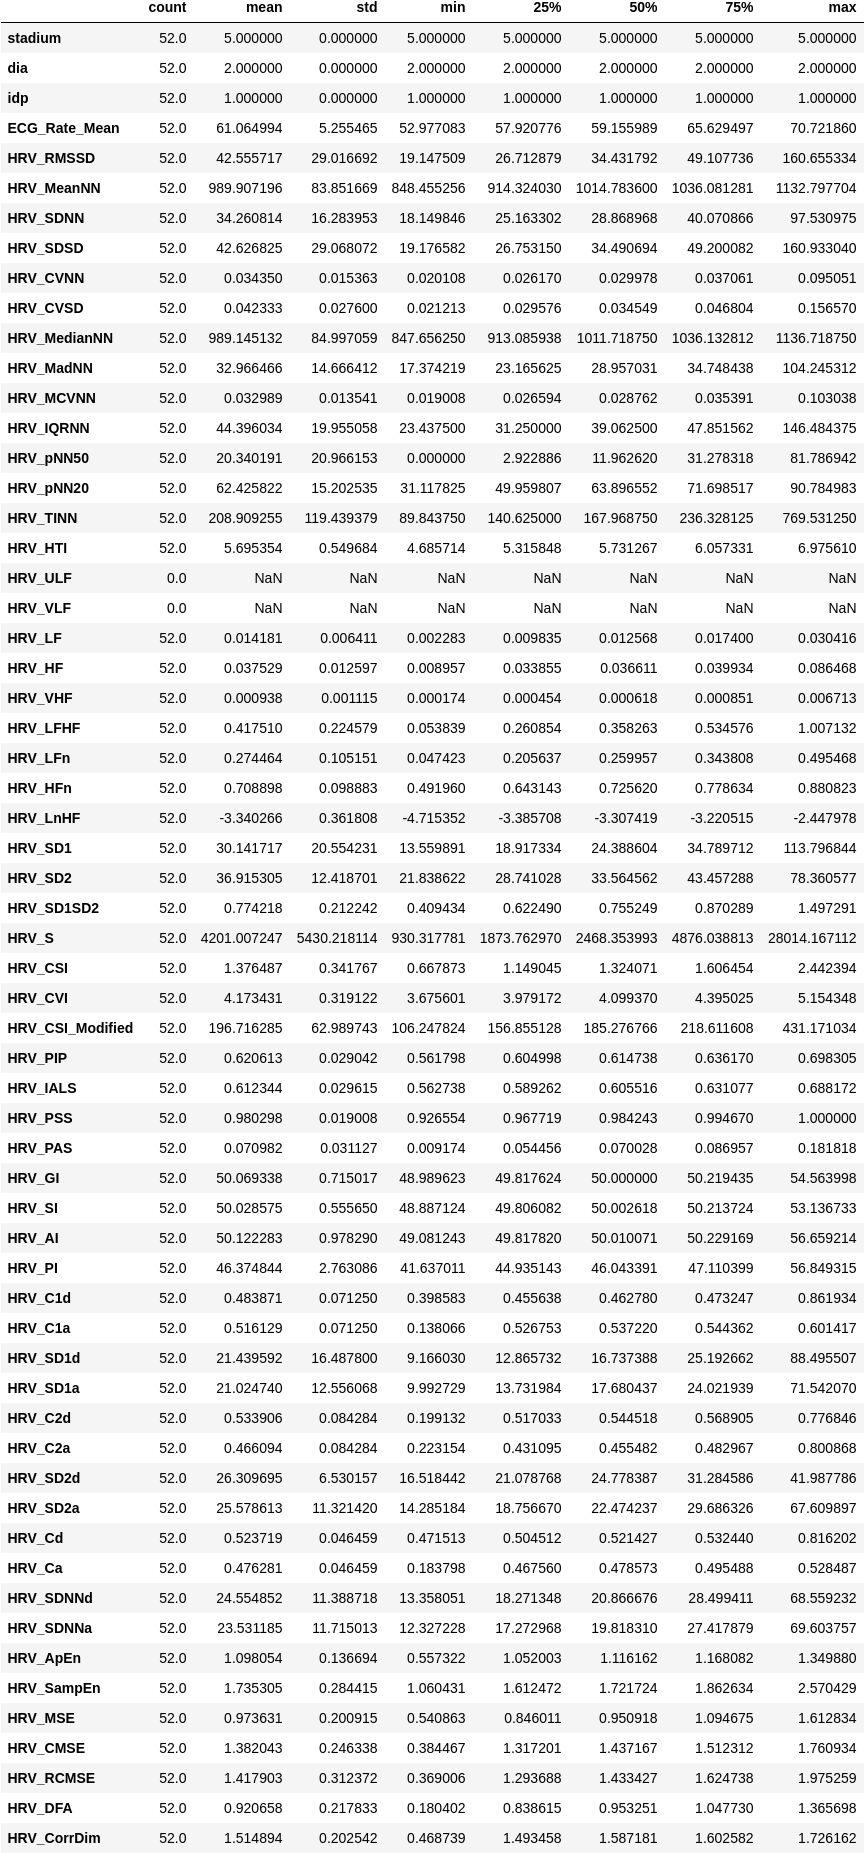 count mean std min 25% 50% 75% max
stadium 52.0 5.000000 0.000000 5.000000 5.000000 5.000000 5.000000 5.000000
dia 52.0 2.000000 0.000000 2.000000 2.000000 2.000000 2.000000 2.000000
idp 52.0 1.000000 0.000000 1.000000 1.000000 1.000000 1.000000 1.000000
ECG_Rate_Mean 52.0 61.064994 5.255465 52.977083 57.920776 59.155989 65.629497 70.721860
HRV_RMSSD 52.0 42.555717 29.016692 19.147509 26.712879 34.431792 49.107736 160.655334
HRV_MeanNN 52.0 989.907196 83.851669 848.455256 914.324030 1014.783600 1036.081281 1132.797704
HRV_SDNN 52.0 34.260814 16.283953 18.149846 25.163302 28.868968 40.070866 97.530975
HRV_SDSD 52.0 42.626825 29.068072 19.176582 26.753150 34.490694 49.200082 160.933040
HRV_CVNN 52.0 0.034350 0.015363 0.020108 0.026170 0.029978 0.037061 0.095051
HRV_CVSD 52.0 0.042333 0.027600 0.021213 0.029576 0.034549 0.046804 0.156570
HRV_MedianNN 52.0 989.145132 84.997059 847.656250 913.085938 1011.718750 1036.132812 1136.718750
HRV_MadNN 52.0 32.966466 14.666412 17.374219 23.165625 28.957031 34.748438 104.245312
HRV_MCVNN 52.0 0.032989 0.013541 0.019008 0.026594 0.028762 0.035391 0.103038
HRV_IQRNN 52.0 44.396034 19.955058 23.437500 31.250000 39.062500 47.851562 146.484375
HRV_pNN50 52.0 20.340191 20.966153 0.000000 2.922886 11.962620 31.278318 81.786942
HRV_pNN20 52.0 62.425822 15.202535 31.117825 49.959807 63.896552 71.698517 90.784983
HRV_TINN 52.0 208.909255 119.439379 89.843750 140.625000 167.968750 236.328125 769.531250
HRV_HTI 52.0 5.695354 0.549684 4.685714 5.315848 5.731267 6.057331 6.975610
HRV_ULF 0.0 NaN NaN NaN NaN NaN NaN NaN
HRV_VLF 0.0 NaN NaN NaN NaN NaN NaN NaN
HRV_LF 52.0 0.014181 0.006411 0.002283 0.009835 0.012568 0.017400 0.030416
HRV_HF 52.0 0.037529 0.012597 0.008957 0.033855 0.036611 0.039934 0.086468
HRV_VHF 52.0 0.000938 0.001115 0.000174 0.000454 0.000618 0.000851 0.006713
HRV_LFHF 52.0 0.417510 0.224579 0.053839 0.260854 0.358263 0.534576 1.007132
HRV_LFn 52.0 0.274464 0.105151 0.047423 0.205637 0.259957 0.343808 0.495468
HRV_HFn 52.0 0.708898 0.098883 0.491960 0.643143 0.725620 0.778634 0.880823
HRV_LnHF 52.0 -3.340266 0.361808 -4.715352 -3.385708 -3.307419 -3.220515 -2.447978
HRV_SD1 52.0 30.141717 20.554231 13.559891 18.917334 24.388604 34.789712 113.796844
HRV_SD2 52.0 36.915305 12.418701 21.838622 28.741028 33.564562 43.457288 78.360577
HRV_SD1SD2 52.0 0.774218 0.212242 0.409434 0.622490 0.755249 0.870289 1.497291
HRV_S 52.0 4201.007247 5430.218114 930.317781 1873.762970 2468.353993 4876.038813 28014.167112
HRV_CSI 52.0 1.376487 0.341767 0.667873 1.149045 1.324071 1.606454 2.442394
HRV_CVI 52.0 4.173431 0.319122 3.675601 3.979172 4.099370 4.395025 5.154348
HRV_CSI_Modified 52.0 196.716285 62.989743 106.247824 156.855128 185.276766 218.611608 431.171034
HRV_PIP 52.0 0.620613 0.029042 0.561798 0.604998 0.614738 0.636170 0.698305
HRV_IALS 52.0 0.612344 0.029615 0.562738 0.589262 0.605516 0.631077 0.688172
HRV_PSS 52.0 0.980298 0.019008 0.926554 0.967719 0.984243 0.994670 1.000000
HRV_PAS 52.0 0.070982 0.031127 0.009174 0.054456 0.070028 0.086957 0.181818
HRV_GI 52.0 50.069338 0.715017 48.989623 49.817624 50.000000 50.219435 54.563998
HRV_SI 52.0 50.028575 0.555650 48.887124 49.806082 50.002618 50.213724 53.136733
HRV_AI 52.0 50.122283 0.978290 49.081243 49.817820 50.010071 50.229169 56.659214
HRV_PI 52.0 46.374844 2.763086 41.637011 44.935143 46.043391 47.110399 56.849315
HRV_C1d 52.0 0.483871 0.071250 0.398583 0.455638 0.462780 0.473247 0.861934
HRV_C1a 52.0 0.516129 0.071250 0.138066 0.526753 0.537220 0.544362 0.601417
HRV_SD1d 52.0 21.439592 16.487800 9.166030 12.865732 16.737388 25.192662 88.495507
HRV_SD1a 52.0 21.024740 12.556068 9.992729 13.731984 17.680437 24.021939 71.542070
HRV_C2d 52.0 0.533906 0.084284 0.199132 0.517033 0.544518 0.568905 0.776846
HRV_C2a 52.0 0.466094 0.084284 0.223154 0.431095 0.455482 0.482967 0.800868
HRV_SD2d 52.0 26.309695 6.530157 16.518442 21.078768 24.778387 31.284586 41.987786
HRV_SD2a 52.0 25.578613 11.321420 14.285184 18.756670 22.474237 29.686326 67.609897
HRV_Cd 52.0 0.523719 0.046459 0.471513 0.504512 0.521427 0.532440 0.816202
HRV_Ca 52.0 0.476281 0.046459 0.183798 0.467560 0.478573 0.495488 0.528487
HRV_SDNNd 52.0 24.554852 11.388718 13.358051 18.271348 20.866676 28.499411 68.559232
HRV_SDNNa 52.0 23.531185 11.715013 12.327228 17.272968 19.818310 27.417879 69.603757
HRV_ApEn 52.0 1.098054 0.136694 0.557322 1.052003 1.116162 1.168082 1.349880
HRV_SampEn 52.0 1.735305 0.284415 1.060431 1.612472 1.721724 1.862634 2.570429
HRV_MSE 52.0 0.973631 0.200915 0.540863 0.846011 0.950918 1.094675 1.612834
HRV_CMSE 52.0 1.382043 0.246338 0.384467 1.317201 1.437167 1.512312 1.760934
HRV_RCMSE 52.0 1.417903 0.312372 0.369006 1.293688 1.433427 1.624738 1.975259
HRV_DFA 52.0 0.920658 0.217833 0.180402 0.838615 0.953251 1.047730 1.365698
HRV_CorrDim 52.0 1.514894 0.202542 0.468739 1.493458 1.587181 1.602582 1.726162